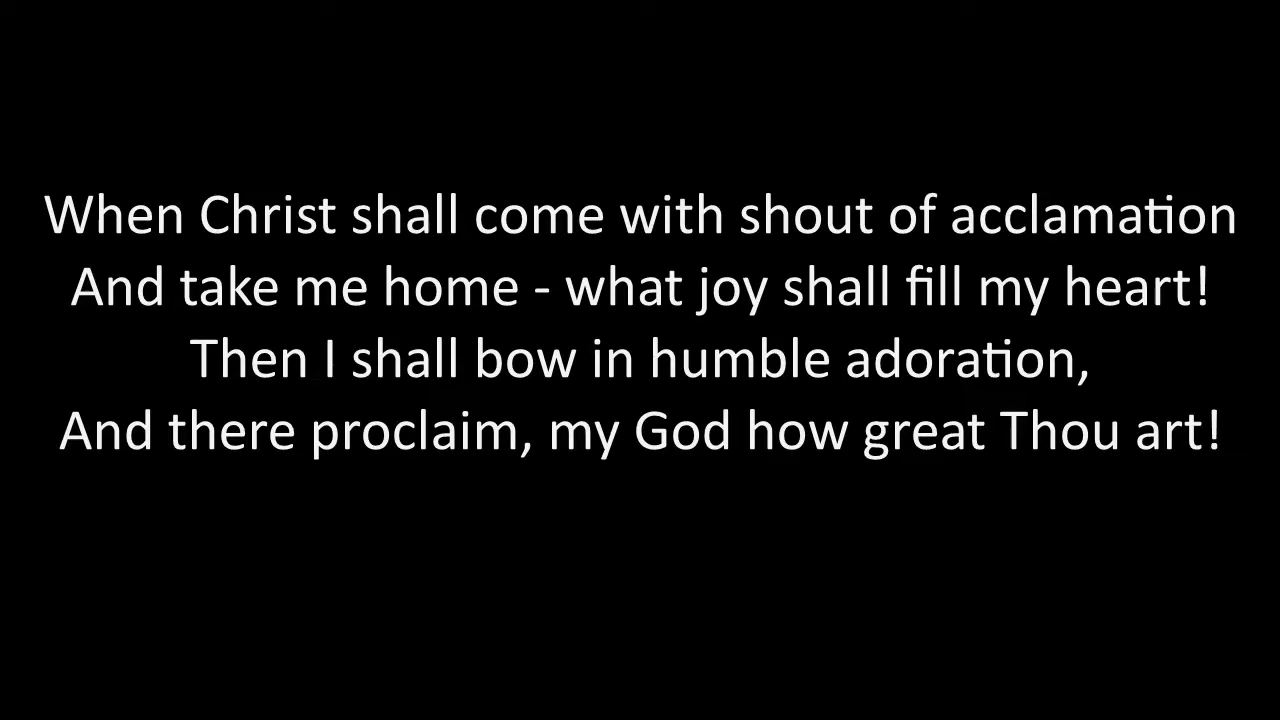 When Christ shall come with shout of acclamation
And take me home - what joy shall fill my heart!
Then I shall bow in humble adoration,
And there proclaim, my God how great Thou art!